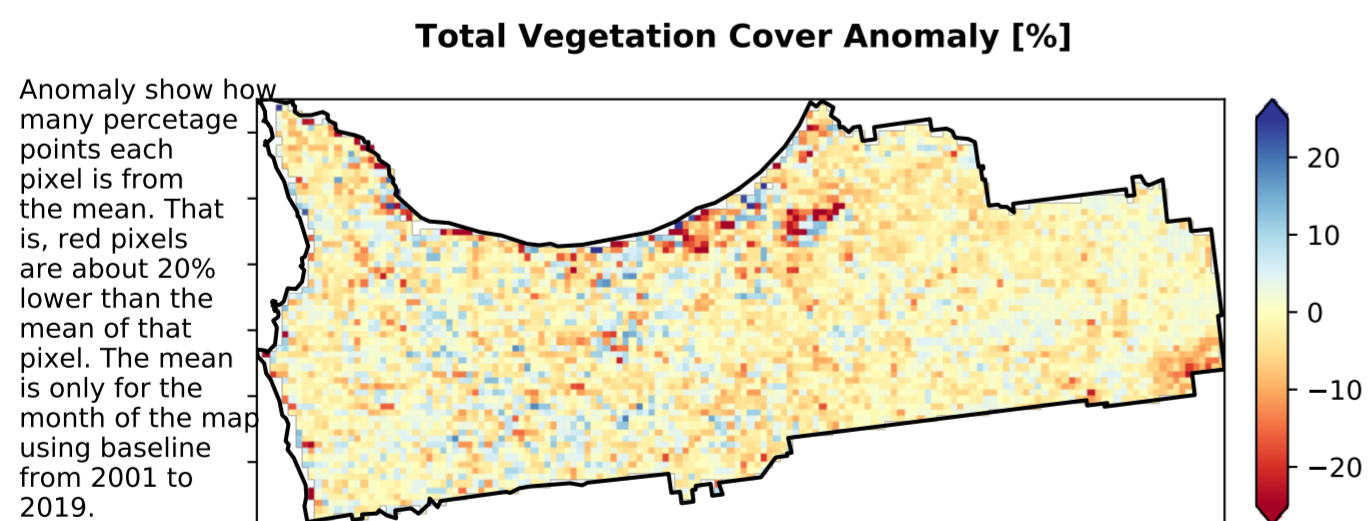 Total Vegetation Cover Anomaly [%]
Anomaly show how
many percetage
points each
pixel is from
the mean. That
is, red pixels
are about 20%
lower than the
mean of that
pixel. The mean
is only for the
month of the map
using baseline
from 2001 to
2019.
20
10
0
−10
−20